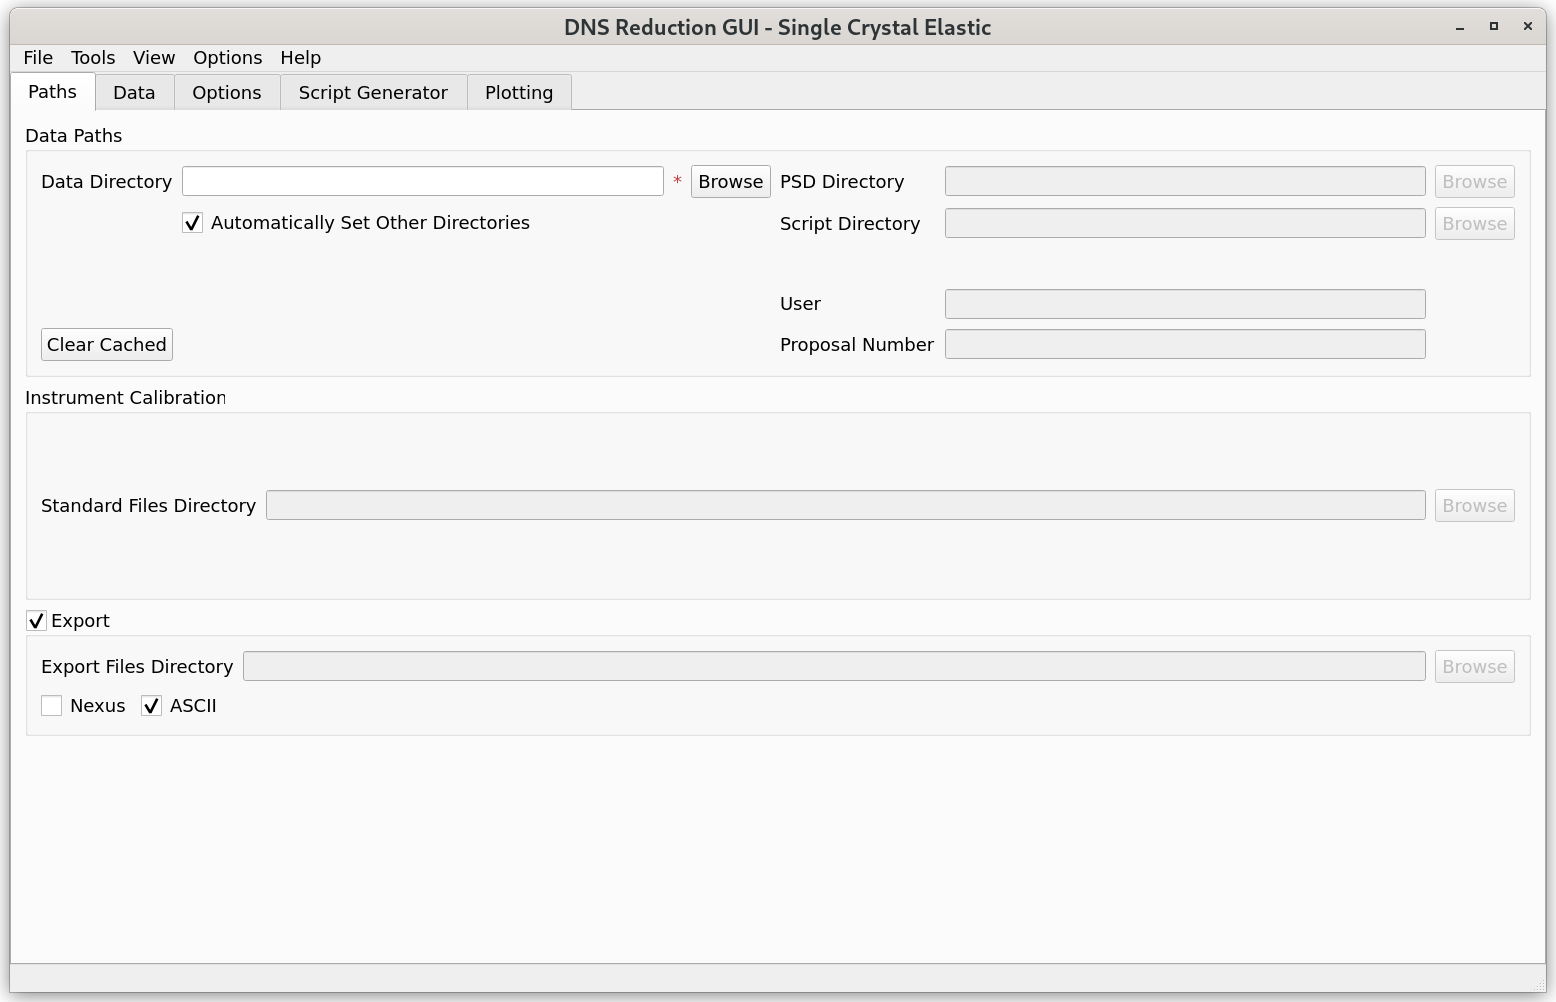 DNS Reduction GUI - Single Crystal Elastic
File Tools View Options Help
Paths Data Options Script Generator Plotting
Data Paths
Data Directory * Browse PSD Directory Browse
Automatically Set Other Directories Script Directory Browse
User
Clear Cached Proposal Number
Instrument Calibration
Standard Files Directory Browse
Export
Export Files Directory Browse
Nexus ASCII